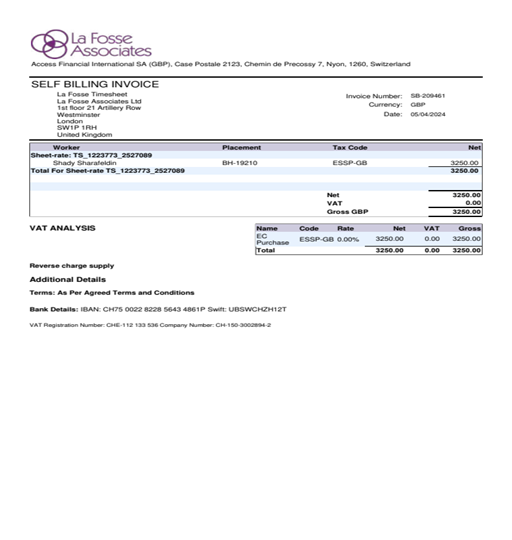 La Fosse
Associates
Access Financial International SA (GBP), Case Postale 2123, Chemin de Precossy 7, Nyon, 1260, Switzerland
SELF BILLING INVOICE
La Fosse Timesheet
La Fosse Associates Ltd
1st floor 21 Artillery Row
Westminster
London
SW1P 1RH
United Kingdom
Invoice Number: SB-209461
Currency: GBP
Date: 05/04/2024
Worker Placement Tax Code Net
Sheet-rate: TS_1223773_2527089
Shady Sharafeldin BH-19210 ESSP-GB 3250.00
Total For Sheet-rate TS_1223773_2527089 3250.00
Net 3250.00
VAT 0.00
Gross GBP 3250.00
VAT ANALYSIS
Name Code Rate Net VAT Gross
EC Purchase ESSP-GB 0.00% 3250.00 0.00 3250.00
Total 3250.00 0.00 3250.00
Reverse charge supply
Additional Details
Terms: As Per Agreed Terms and Conditions
Bank Details: IBAN: CH75 0022 8228 5643 4861P Swift: UBSWCHZH12T
VAT Registration Number: CHE-112 133 536 Company Number: CH-150-3002894-2